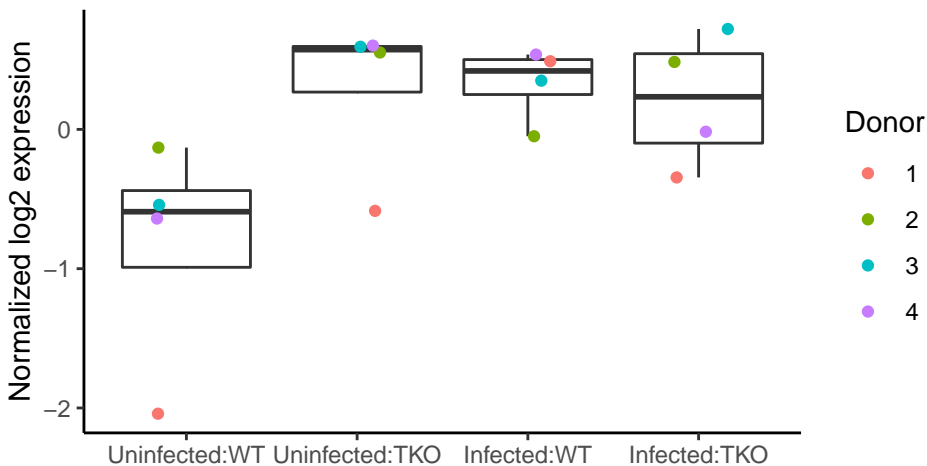 Normalized log2 expression
0
−1
−2
Uninfected:WT
Uninfected:TKO
Infected:WT
Infected:TKO
Donor
1
2
3
4